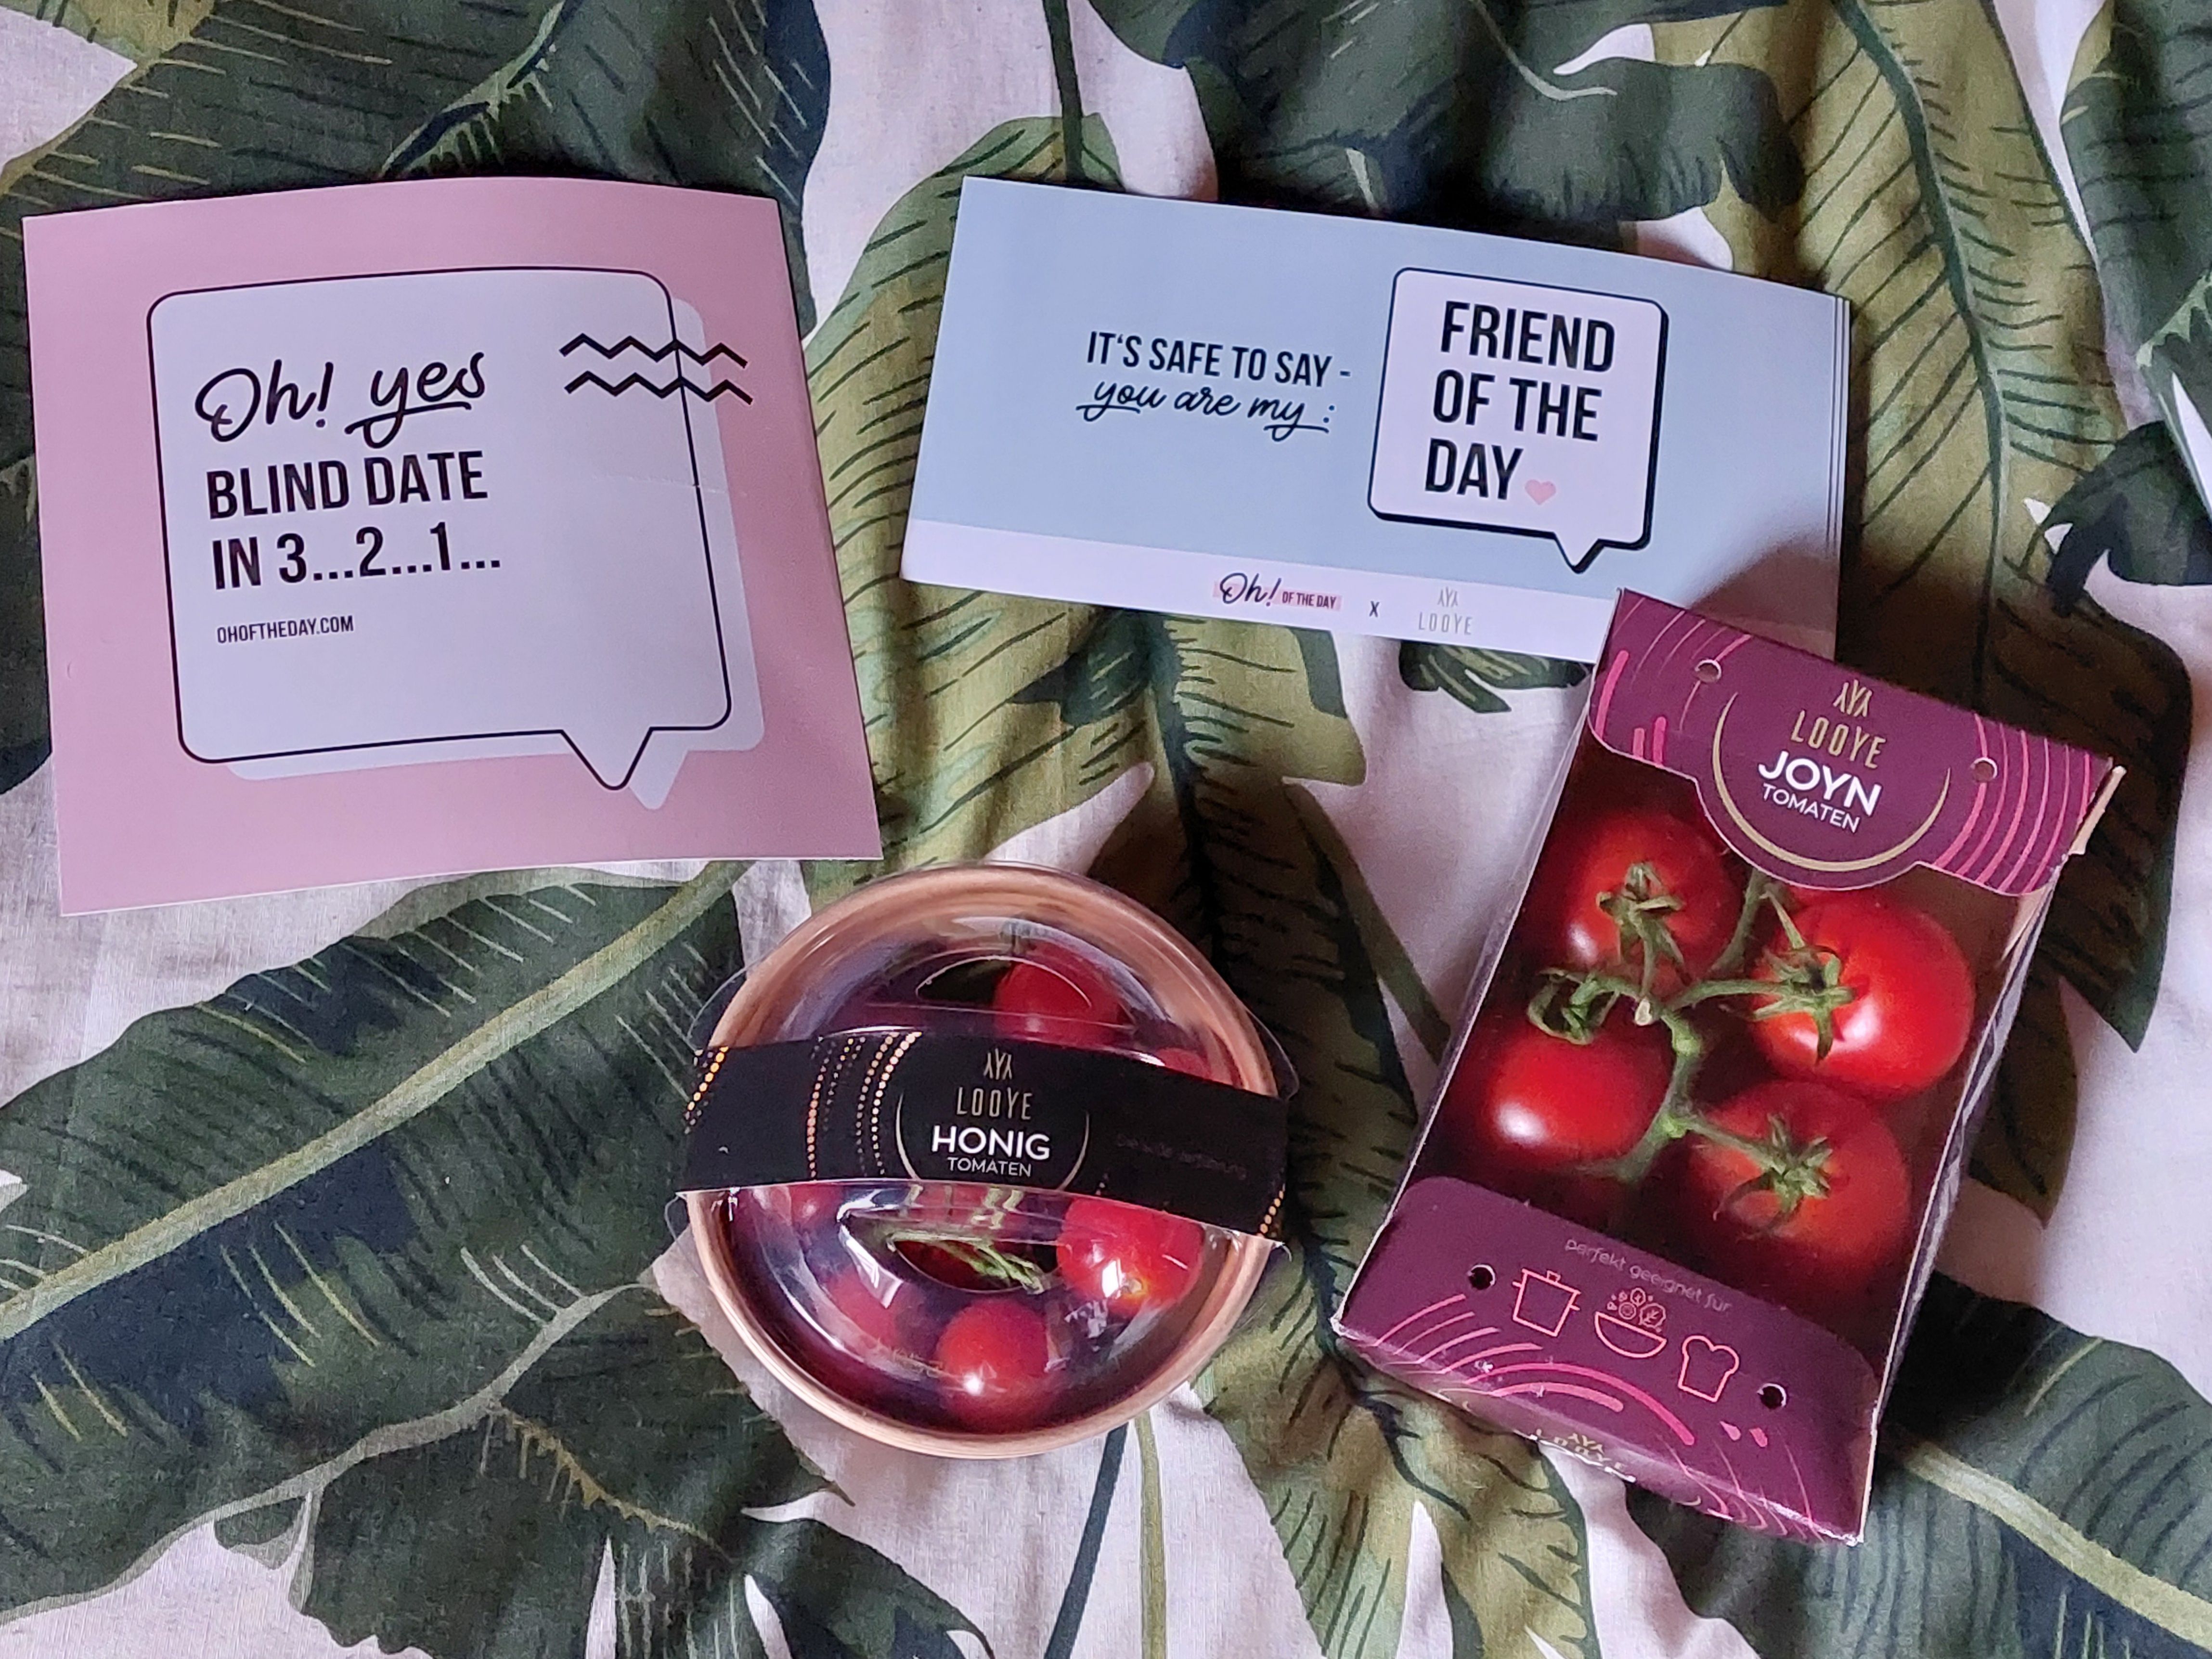 Oh! yes
BLIND DATE
IN 3...2...1...
OHOFTHEDAY.COM
IT'S SAFE TO SAY -
you are my :
FRIEND
OF THE
DAY
Oh! OF THE DAY X LOOYE
LOOYE
JOYN
TOMATEN
perfekt geeignet für
LOOYE
LOOYE
HONIG
TOMATEN